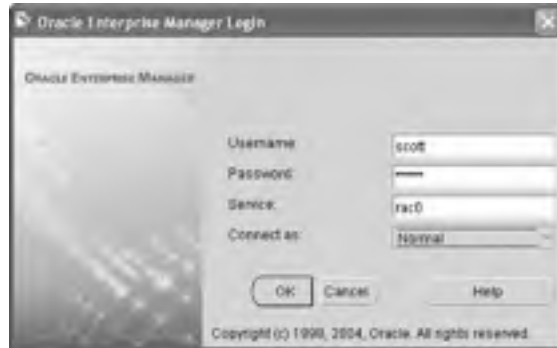 Oracle Enterprise Manager Login
ORACLE ENTERPRISE MANAGER
Username: scott
Password:
Service: rac0
Connect as: Normal
OK Cancel Help
Copyright (c) 1998, 2004, Oracle. All rights reserved.